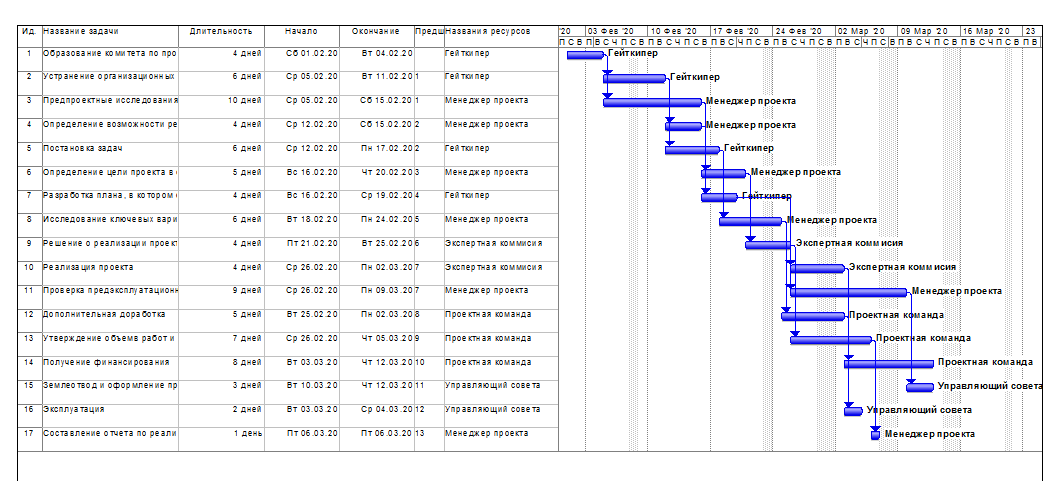 Ид. Название задачи Длительность Начало Окончание Предш Названия ресурсов '20 03 Фев '20 10 Фев '20 17 Фев '20 24 Фев '20 02 Мар '20 09 Мар '20 16 Мар '20 23
П С В П В С Ч П С В П В С Ч П С В П В С Ч П С В П В С Ч П С В П В С Ч П С В П В С Ч П С В П В С Ч П С В П В
1 Образование комитета по про 4 дней Сб 01.02.20 Вт 04.02.20 Гейткипер Гейткипер
2 Устранение организационных 6 дней Ср 05.02.20 Вт 11.02.20 1 Гейткипер Гейткипер
3 Предпроектные исследования 10 дней Ср 05.02.20 Сб 15.02.20 1 Менеджер проекта Менеджер проекта
4 Определение возможности ре 4 дней Ср 12.02.20 Сб 15.02.20 2 Менеджер проекта Менеджер проекта
5 Постановка задач 6 дней Ср 12.02.20 Пн 17.02.20 2 Гейткипер Гейткипер
6 Определение цели проекта в 5 дней Вс 16.02.20 Чт 20.02.20 3 Менеджер проекта Менеджер проекта
7 Разработка плана, в котором 4 дней Вс 16.02.20 Ср 19.02.20 4 Гейткипер Гейткипер
8 Исследование ключевых вари 6 дней Вт 18.02.20 Пн 24.02.20 5 Менеджер проекта Менеджер проекта
9 Решение о реализации проект 4 дней Пт 21.02.20 Вт 25.02.20 6 Экспертная коммисия Экспертная коммисия
10 Реализация проекта 4 дней Ср 26.02.20 Пн 02.03.20 7 Экспертная коммисия Экспертная коммисия
11 Проверка предэксплуатационн 9 дней Ср 26.02.20 Пн 09.03.20 7 Менеджер проекта Менеджер проекта
12 Дополнительная доработка 5 дней Вт 25.02.20 Пн 02.03.20 8 Проектная команда Проектная команда
13 Утверждение объемв работ и 7 дней Ср 26.02.20 Чт 05.03.20 9 Проектная команда Проектная команда
14 Получение финансирования 8 дней Вт 03.03.20 Чт 12.03.20 10 Проектная команда Проектная команда
15 Землеотвод и оформление пр 3 дней Вт 10.03.20 Чт 12.03.20 11 Управляющий совета Управляющий совета
16 Эксплуатация 2 дней Вт 03.03.20 Ср 04.03.20 12 Управляющий совета Управляющий совета
17 Составление отчета по реали 1 день Пт 06.03.20 Пт 06.03.20 13 Менеджер проекта Менеджер проекта